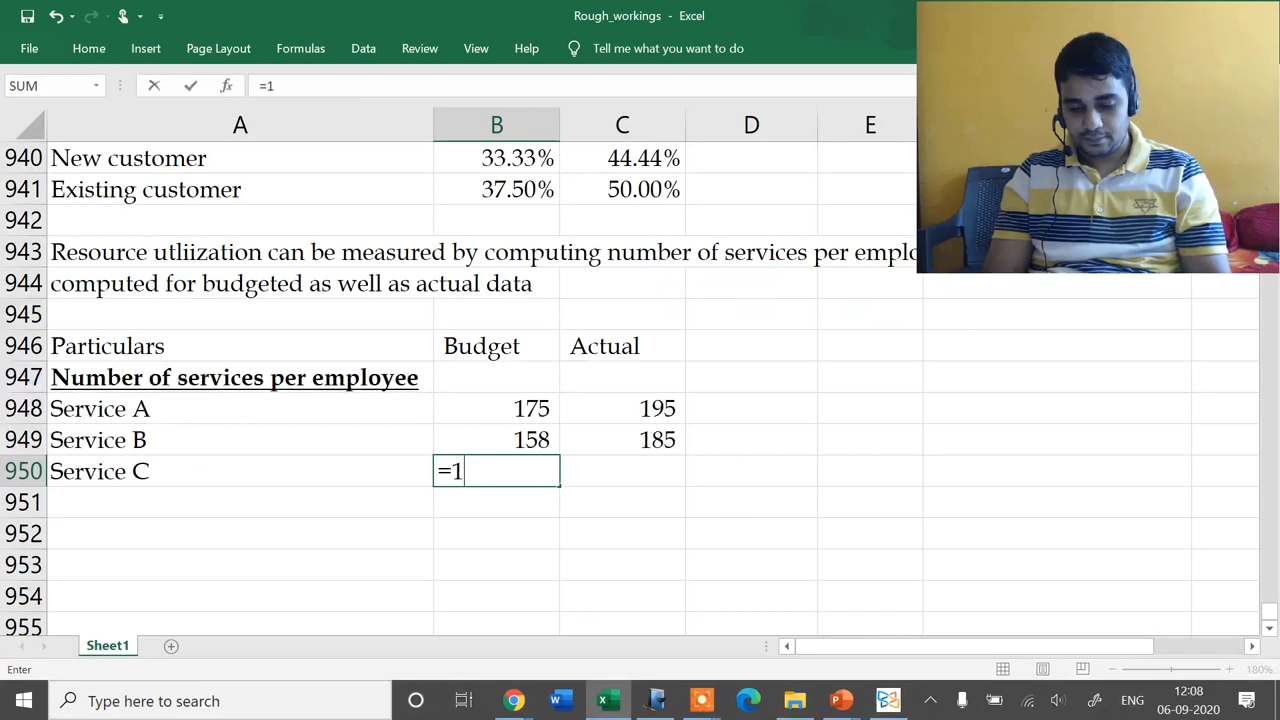 Rough_workings - Excel
File Home Insert Page Layout Formulas Data Review View Help Tell me what you want to do
SUM fx =1
A B C D E
940 New customer 33.33% 44.44%
941 Existing customer 37.50% 50.00%
942
943 Resource utliization can be measured by computing number of services per emplo
944 computed for budgeted as well as actual data
945
946 Particulars Budget Actual
947 Number of services per employee
948 Service A 175 195
949 Service B 158 185
950 Service C =1
951
952
953
954
955
Sheet1
Enter 180%
Type here to search ENG 12:08
06-09-2020